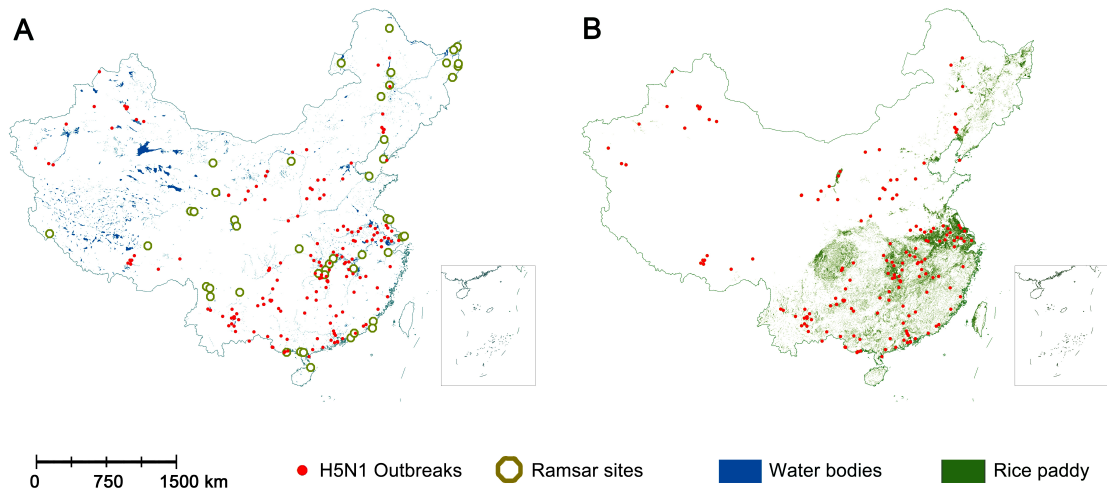 A
B
H5N1 Outbreaks
Ramsar sites
Water bodies
Rice paddy
0 750 1500 km